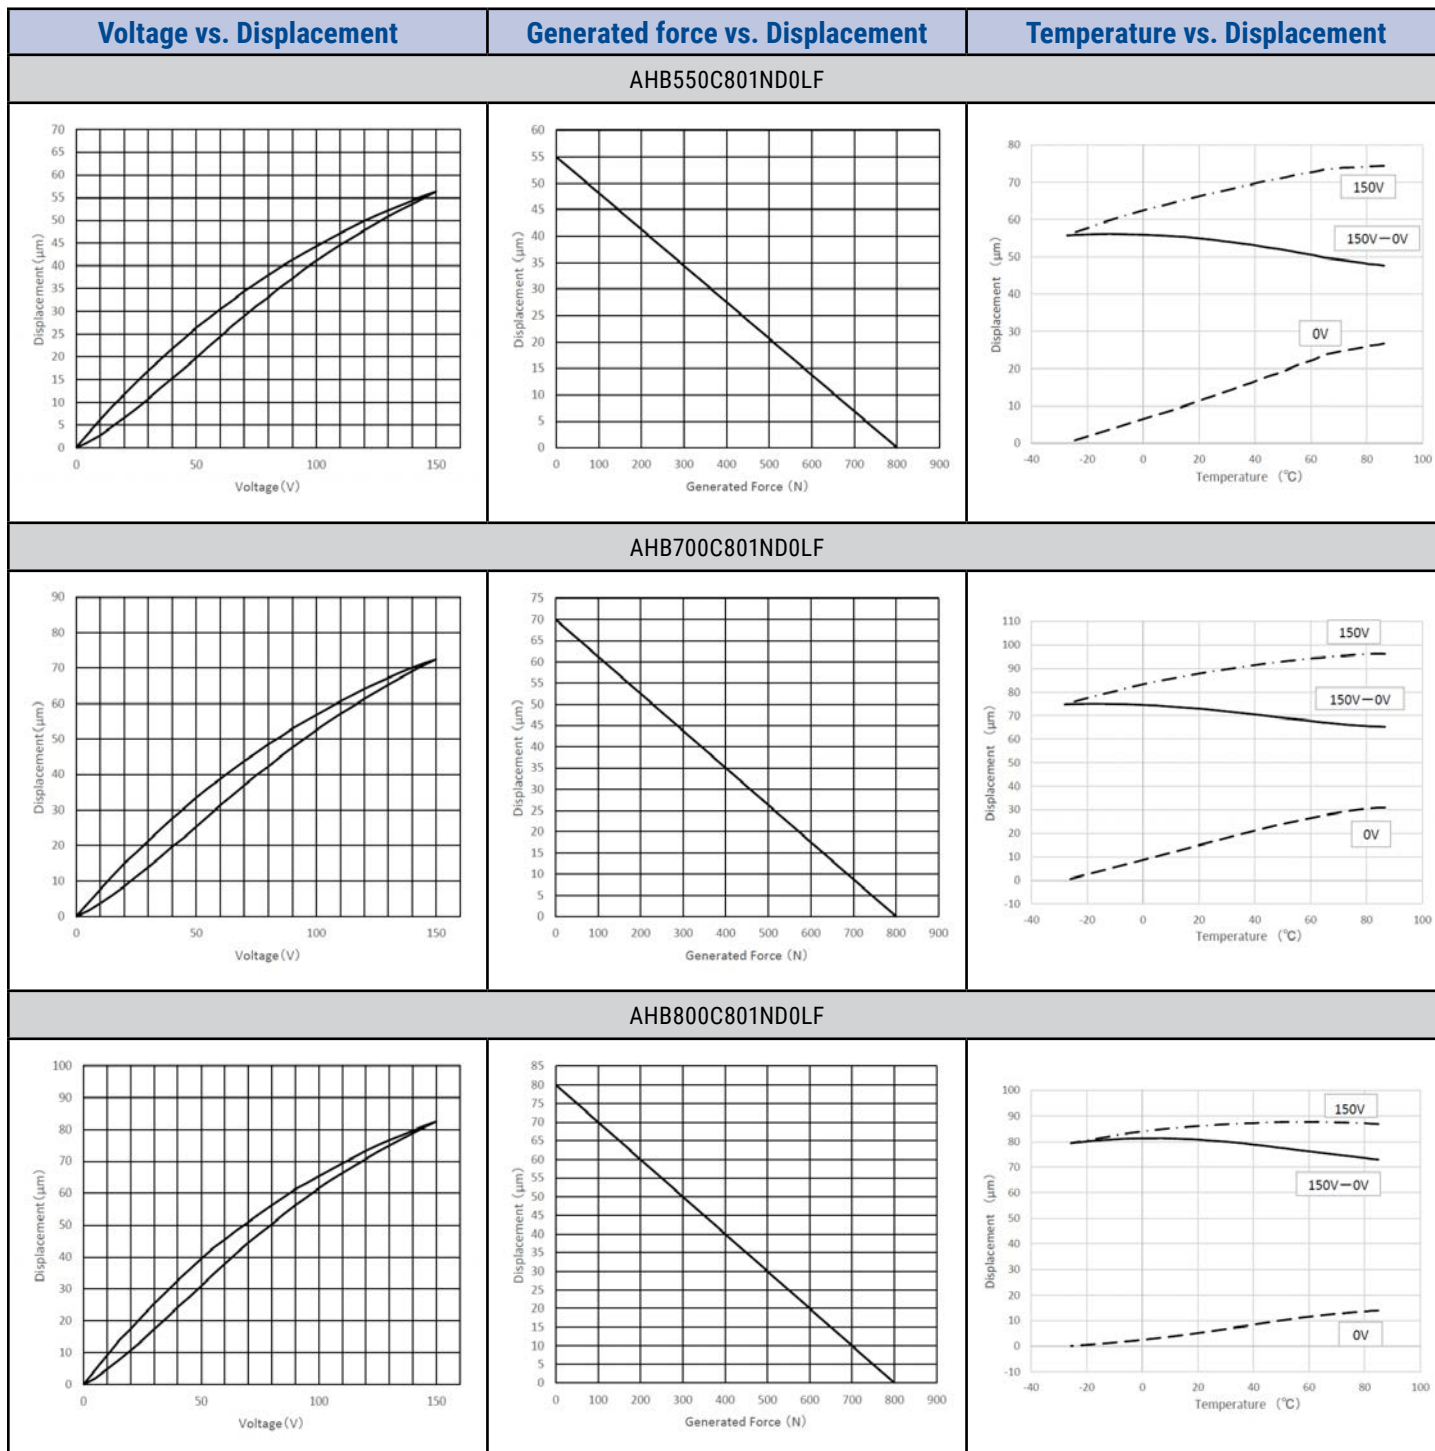 Voltage vs. Displacement
Generated force vs. Displacement
Temperature vs. Displacement
AHB550C801ND0LF
70
65
60
55
50
45
40
35
30
25
20
15
10
5
0
Displacement (μm)
0 50 100 150
Voltage(V)
60
55
50
45
40
35
30
25
20
15
10
5
0
Displacement (μm)
0 100 200 300 400 500 600 700 800 900
Generated Force (N)
80
70
60
50
40
30
20
10
0
Displacement (μm)
150V
150V−0V
0V
-40 -20 0 20 40 60 80 100
Temperature (℃)
AHB700C801ND0LF
90
80
70
60
50
40
30
20
10
0
Displacement(μm)
0 50 100 150
Voltage(V)
75
70
65
60
55
50
45
40
35
30
25
20
15
10
5
0
Displacement (μm)
0 100 200 300 400 500 600 700 800 900
Generated Force (N)
110
100
90
80
70
60
50
40
30
20
10
0
-10
Displacement (μm)
150V
150V−0V
0V
-40 -20 0 20 40 60 80 100
Temperature (℃)
AHB800C801ND0LF
100
90
80
70
60
50
40
30
20
10
0
Displacement(μm)
0 50 100 150
Voltage(V)
85
80
75
70
65
60
55
50
45
40
35
30
25
20
15
10
5
0
Displacement (μm)
0 100 200 300 400 500 600 700 800 900
Generated Force (N)
100
90
80
70
60
50
40
30
20
10
0
-10
Displacement (μm)
150V
150V−0V
0V
-40 -20 0 20 40 60 80 100
Temperature (℃)